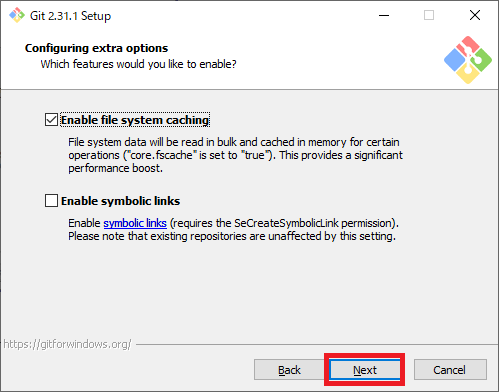 Git 2.31.1 Setup
Configuring extra options
Which features would you like to enable?
Enable file system caching
File system data will be read in bulk and cached in memory for certain
operations ("core.fscache" is set to "true"). This provides a significant
performance boost.
Enable symbolic links
Enable symbolic links (requires the SeCreateSymbolicLink permission).
Please note that existing repositories are unaffected by this setting.
https://gitforwindows.org/
Back Next Cancel